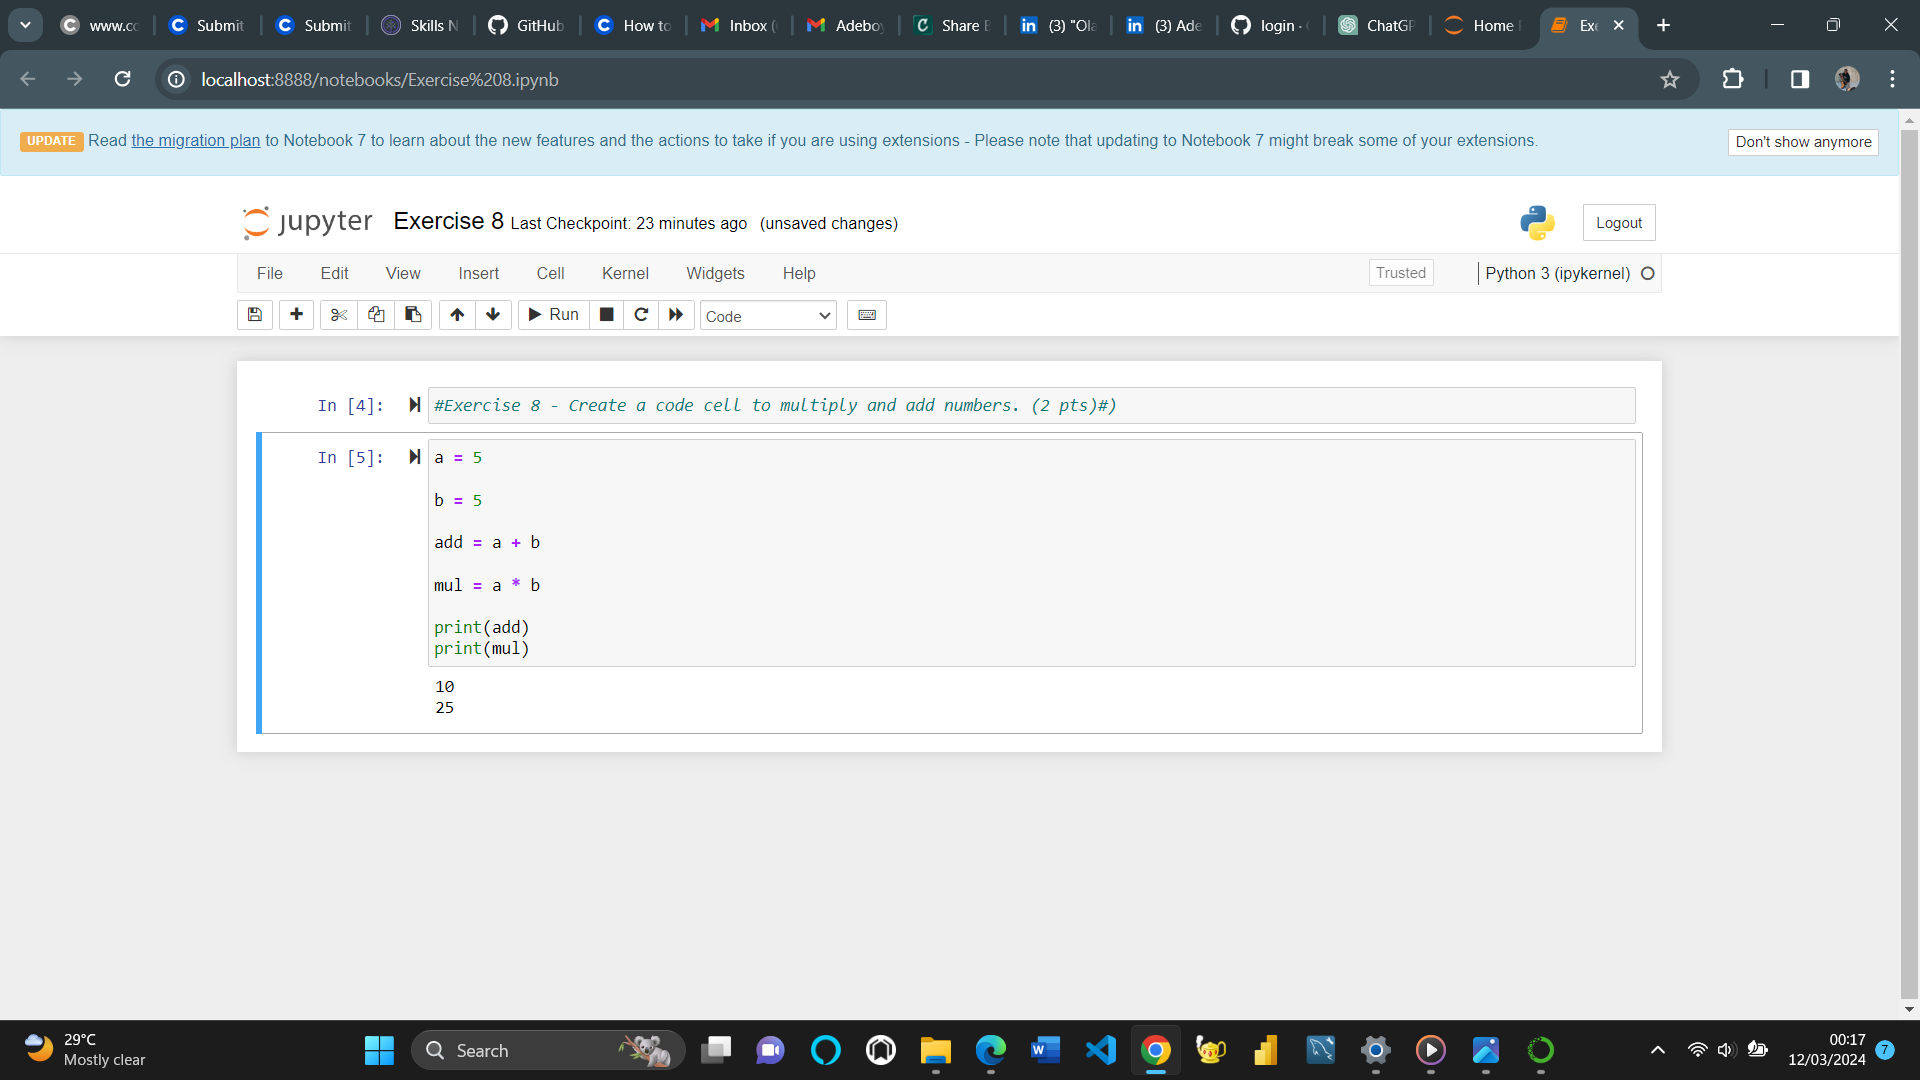 www.cc
Submit
Submit
Skills N
GitHub
How to
Inbox (
Adeboy
Share E
(3) "Ola
(3) Ade
login ·
ChatGP
Home
Exe
localhost:8888/notebooks/Exercise%208.ipynb
UPDATE Read the migration plan to Notebook 7 to learn about the new features and the actions to take if you are using extensions - Please note that updating to Notebook 7 might break some of your extensions.
Don't show anymore
jupyter Exercise 8 Last Checkpoint: 23 minutes ago (unsaved changes)
Logout
File Edit View Insert Cell Kernel Widgets Help
Trusted
Python 3 (ipykernel)
Run
Code
In [4]: #Exercise 8 - Create a code cell to multiply and add numbers. (2 pts)#)
In [5]: a = 5
b = 5
add = a + b
mul = a * b
print(add)
print(mul)
10
25
29°C
Mostly clear
Search
00:17
12/03/2024
7